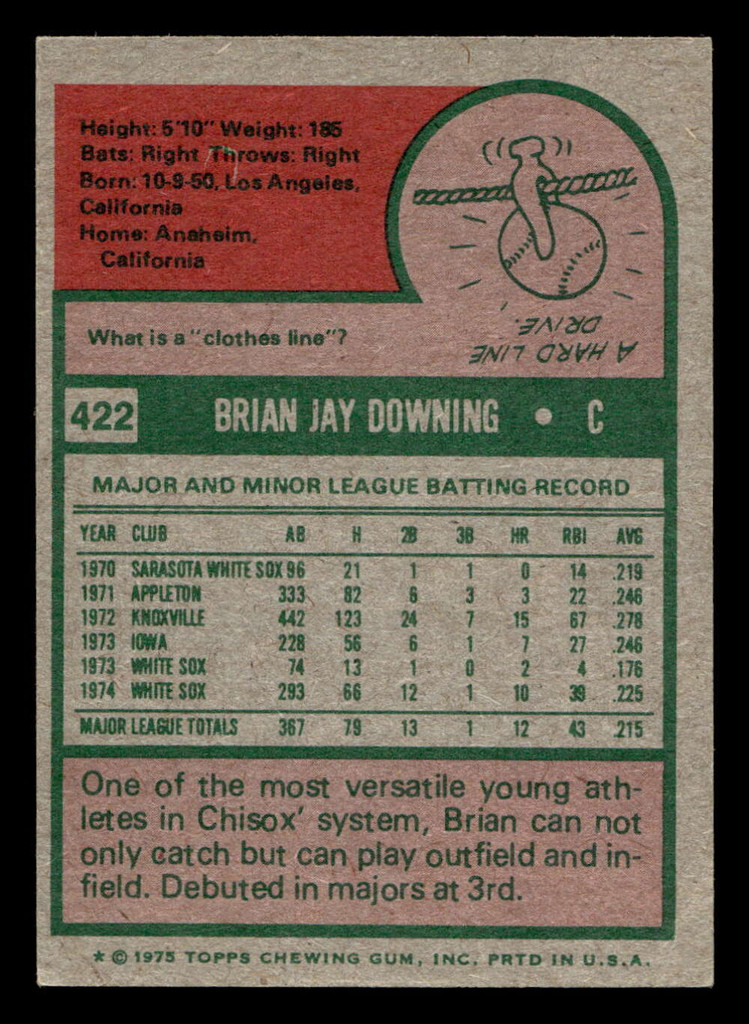 Height: 5'10" Weight: 185
Bats: Right Throws: Right
Born: 10-9-50, Los Angeles,
California
Home: Anaheim,
California
What is a "clothes line"?
A HARD LINE
DRIVE.
422 BRIAN JAY DOWNING • C
MAJOR AND MINOR LEAGUE BATTING RECORD
YEAR CLUB AB H 2B 3B HR RBI AVG
1970 SARASOTA WHITE SOX 96 21 1 1 0 14 .219
1971 APPLETON 333 82 6 3 3 22 .246
1972 KNOXVILLE 442 123 24 7 15 67 .278
1973 IOWA 228 56 6 1 7 27 .246
1973 WHITE SOX 74 13 1 0 2 4 .176
1974 WHITE SOX 293 66 12 1 10 39 .225
MAJOR LEAGUE TOTALS 367 79 13 1 12 43 .215
One of the most versatile young ath-
letes in Chisox' system, Brian can not
only catch but can play outfield and in-
field. Debuted in majors at 3rd.
* © 1975 TOPPS CHEWING GUM, INC. PRTD IN U.S.A.